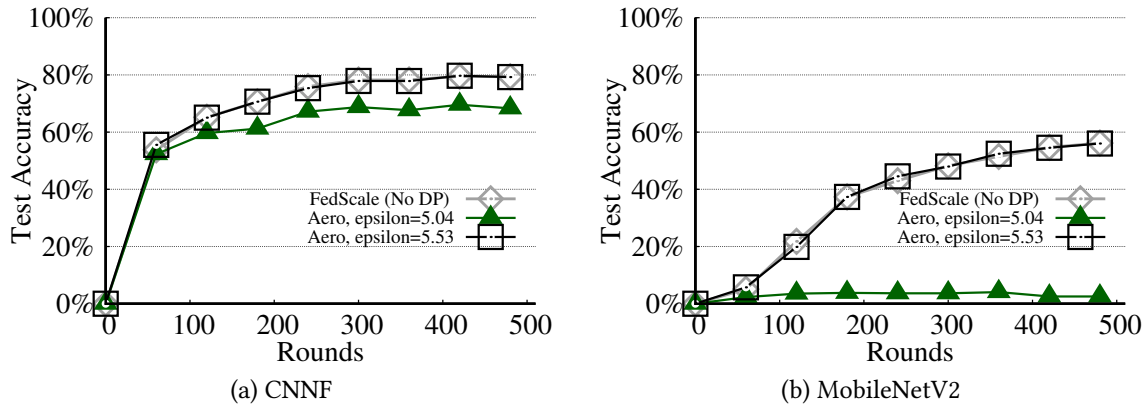 100%
80%
60%
40%
20%
0%
Test Accuracy
FedScale (No DP)
Aero, epsilon=5.04
Aero, epsilon=5.53
0 100 200 300 400 500
Rounds
(a) CNNF
100%
80%
60%
40%
20%
0%
Test Accuracy
FedScale (No DP)
Aero, epsilon=5.04
Aero, epsilon=5.53
0 100 200 300 400 500
Rounds
(b) MobileNetV2